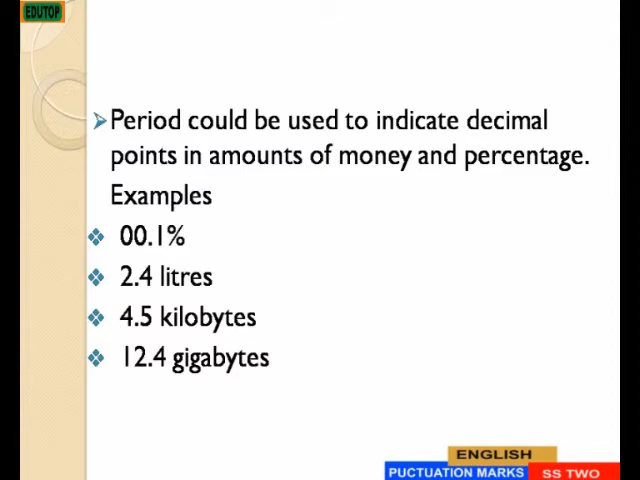 EDUTOP
Period could be used to indicate decimal
points in amounts of money and percentage.
Examples
00.1%
2.4 litres
4.5 kilobytes
12.4 gigabytes
ENGLISH
PUCTUATION MARKS
SS TWO